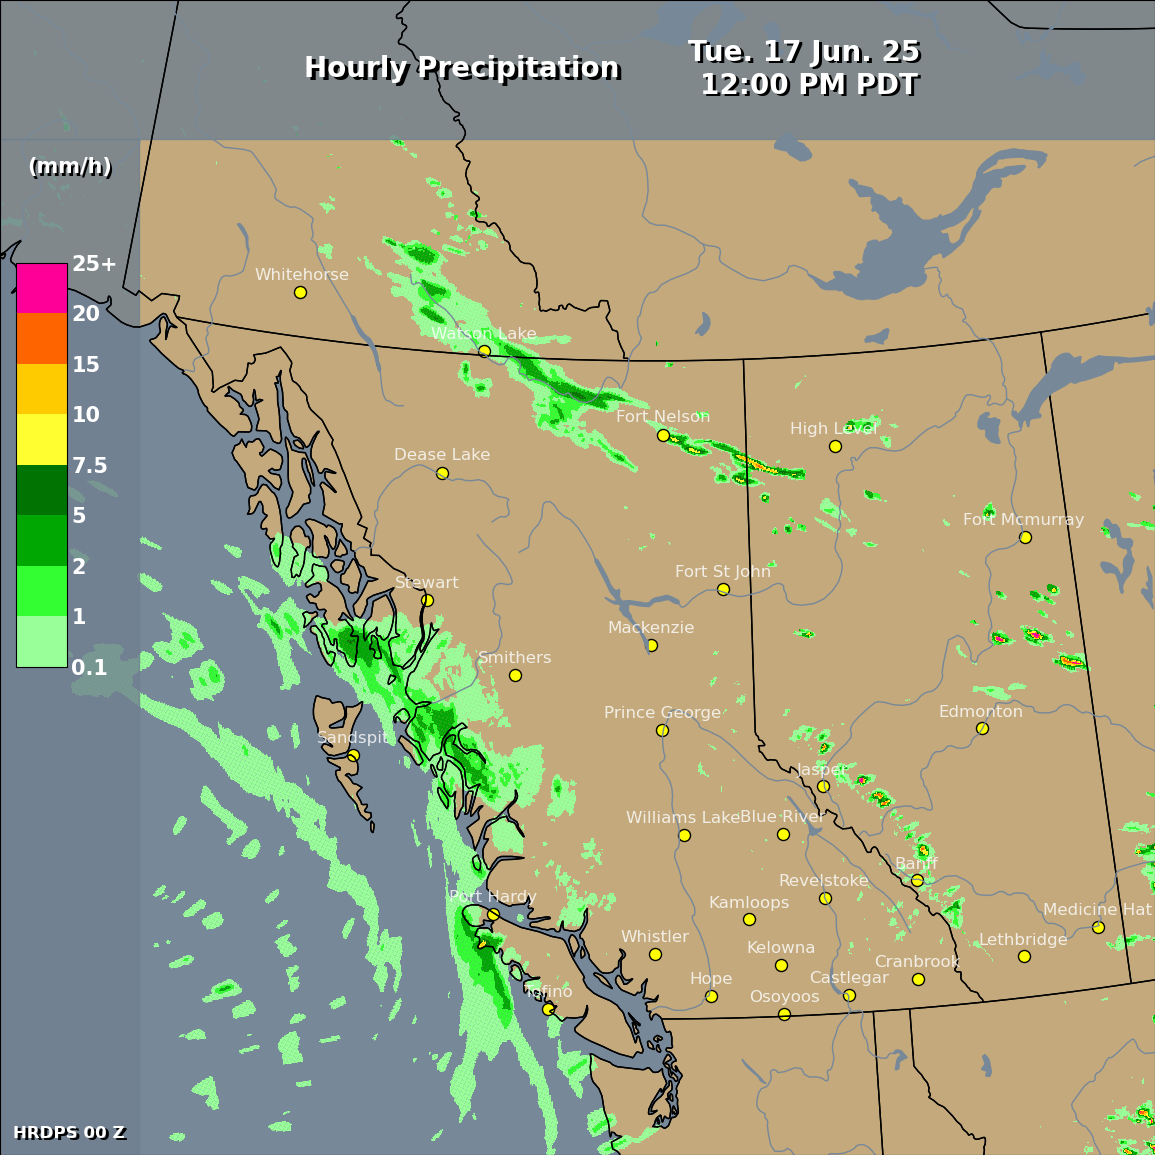 Hourly Precipitation
Tue. 17 Jun. 25
12:00 PM PDT
(mm/h)
25+
20
15
10
7.5
5
2
1
0.1
Whitehorse
Watson Lake
Fort Nelson
High Level
Dease Lake
Fort Mcmurray
Stewart
Fort St John
Mackenzie
Smithers
Prince George
Edmonton
Sandspit
Jasper
Williams Lake
Blue River
Banff
Revelstoke
Port Hardy
Kamloops
Medicine Hat
Whistler
Kelowna
Lethbridge
Cranbrook
Hope
Castlegar
Tofino
Osoyoos
HRDPS 00 Z